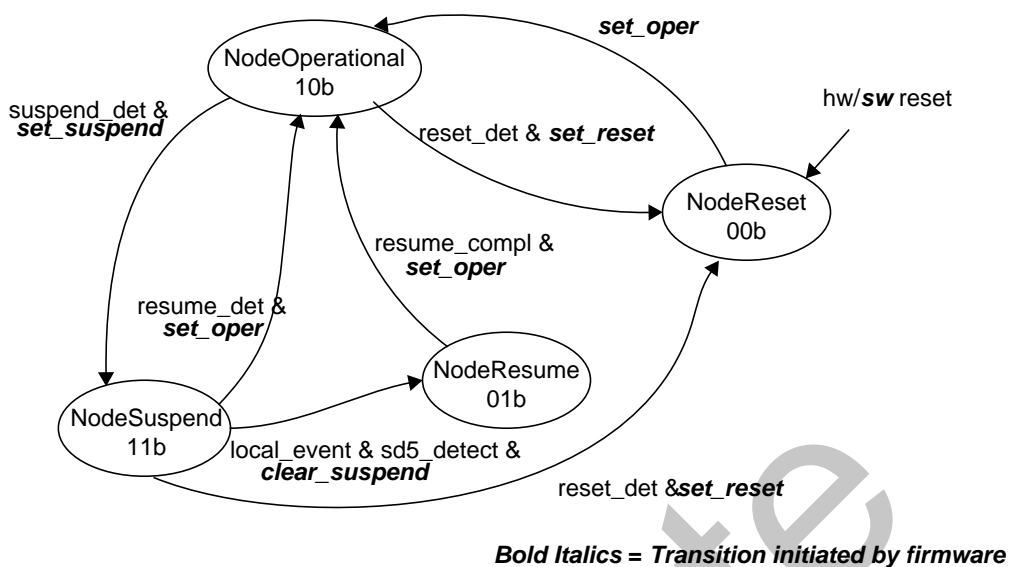 set_oper
NodeOperational
10b
hw/sw reset
suspend_det &
set_suspend
reset_det & set_reset
NodeReset
00b
resume_compl &
set_oper
resume_det &
set_oper
NodeResume
01b
NodeSuspend
11b
local_event & sd5_detect &
clear_suspend
reset_det &set_reset
Bold Italics = Transition initiated by firmware